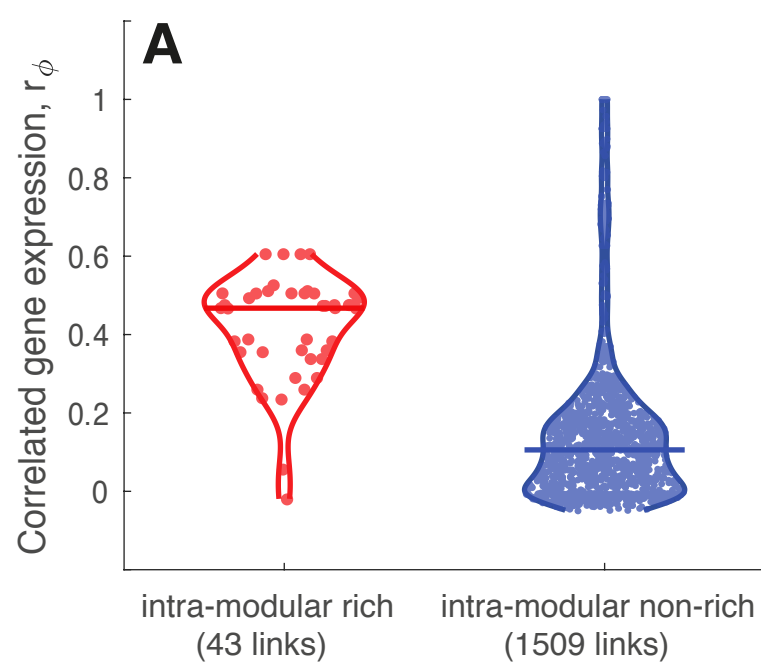 A
Correlated gene expression, r_ϕ
1
0.8
0.6
0.4
0.2
0
intra-modular rich
(43 links)
intra-modular non-rich
(1509 links)